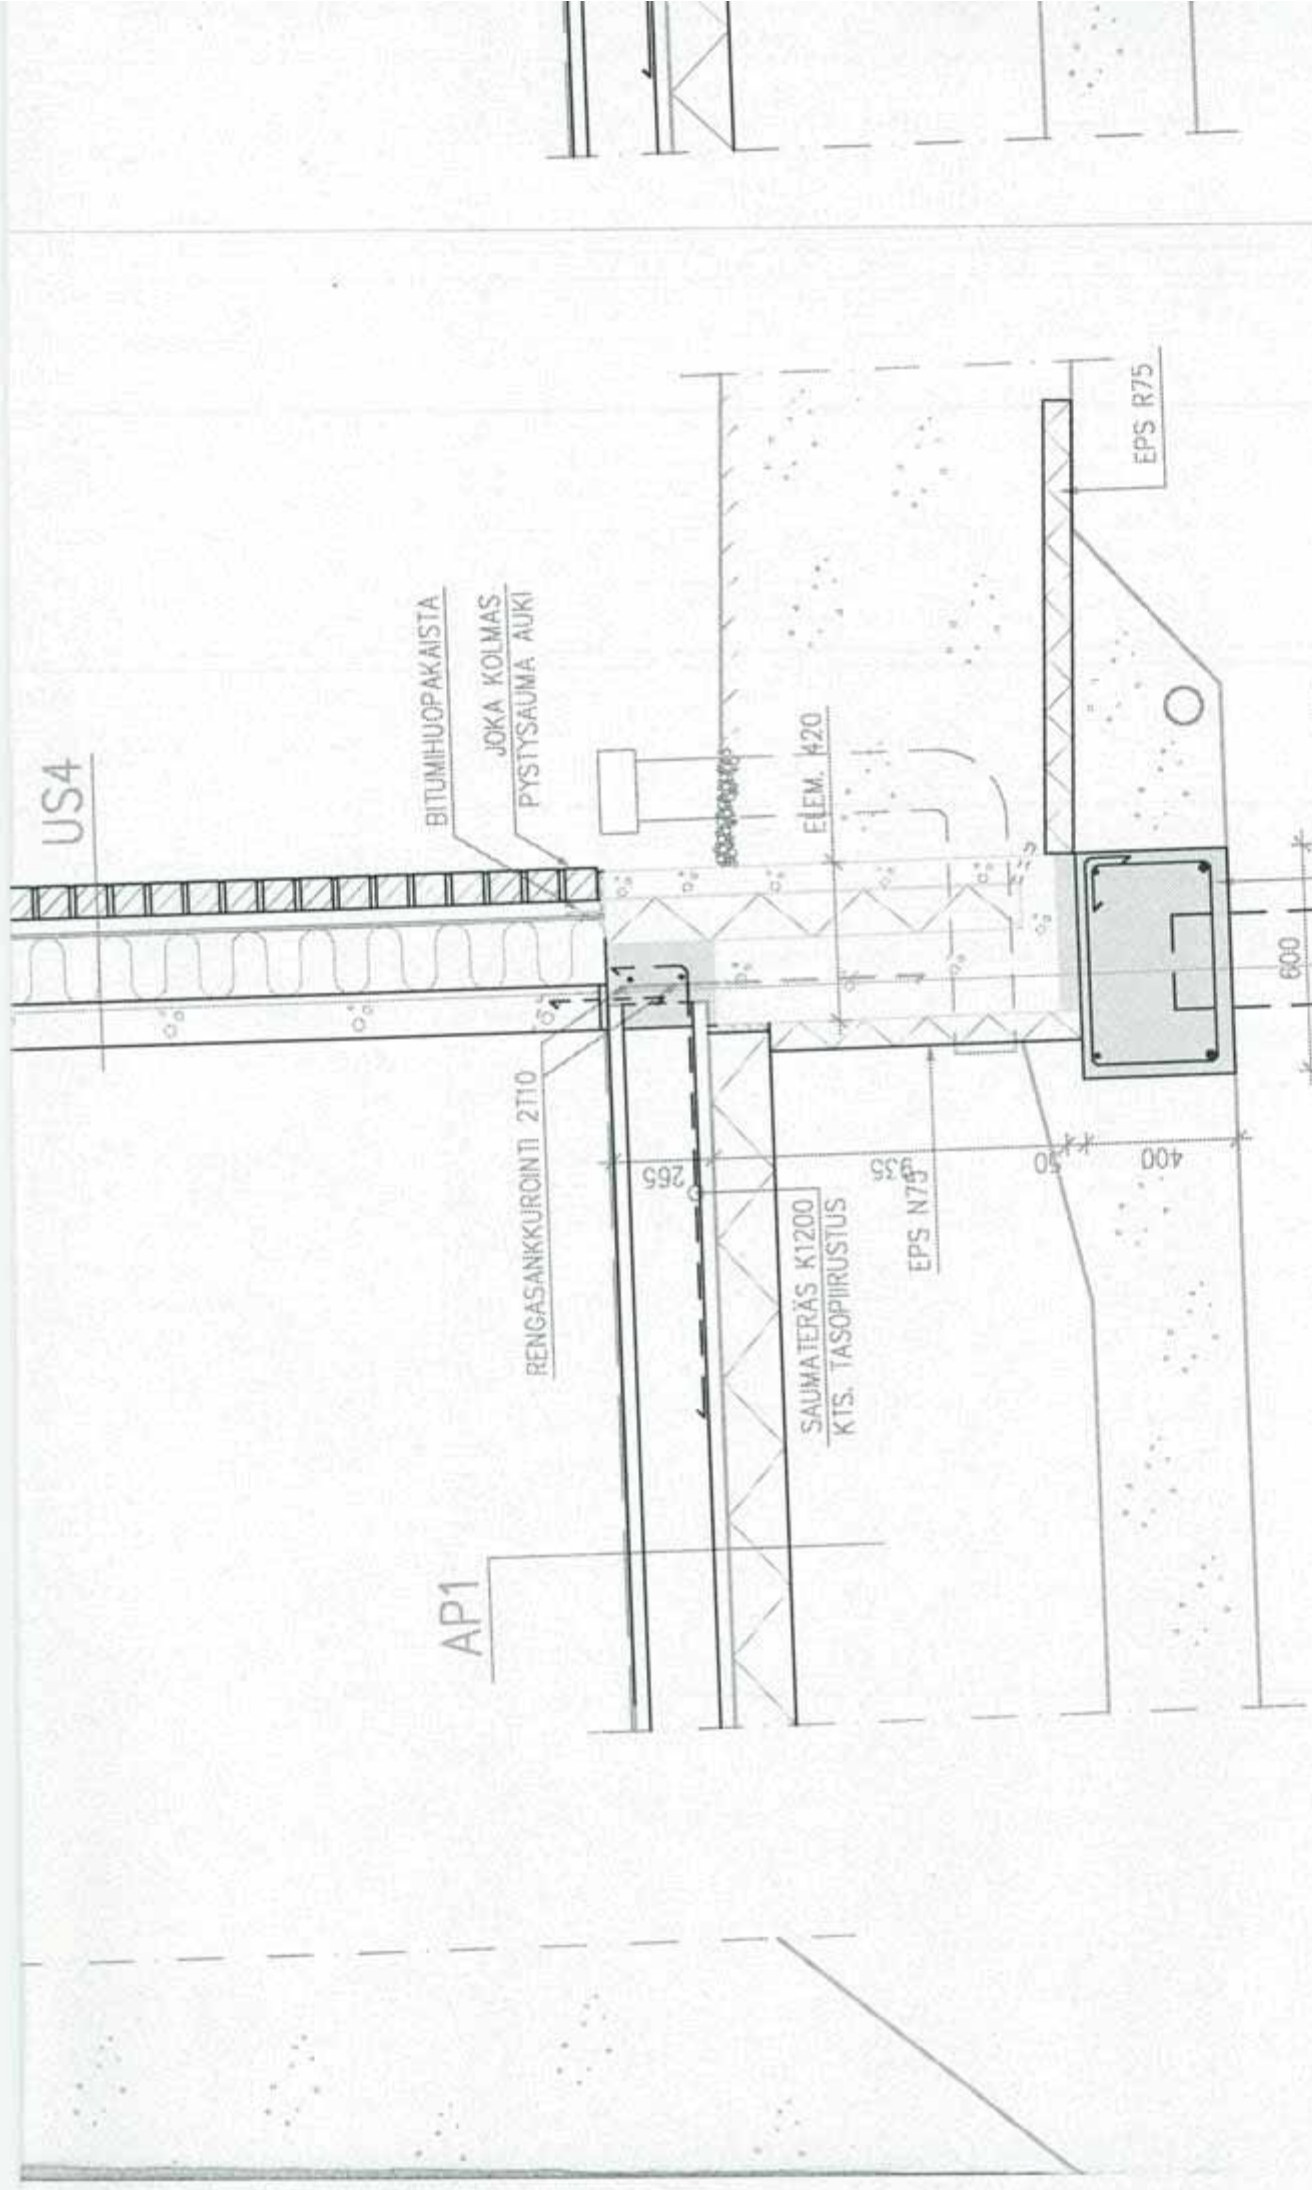 US4
BITUMIHUOPAKAISTA
JOKA KOLMAS
PYSTYSAUMA AUKI
ELEM. 420
EPS R75
RENGASANKKUROINTI 2T10
265
935
50
400
600
EPS N75
SAUMATERÄS K1200
KTS. TASOPIIRUSTUS
AP1